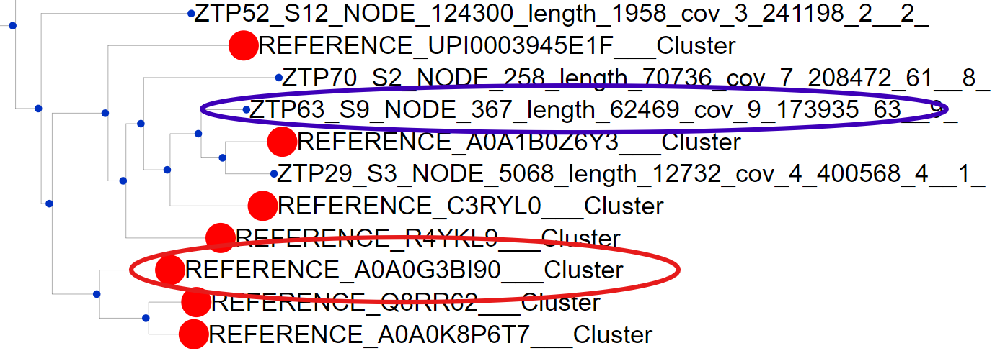 ZTP52_S12_NODE_124300_length_1958_cov_3_241198_2__2_
REFERENCE_UPI0003945E1F___Cluster
ZTP70_S2_NODE_258_length_70736_cov_7_208472_61__8_
ZTP63_S9_NODE_367_length_62469_cov_9_173935_63__9_
REFERENCE_A0A1B0Z6Y3___Cluster
ZTP29_S3_NODE_5068_length_12732_cov_4_400568_4__1_
REFERENCE_C3RYL0___Cluster
REFERENCE_R4YKL9___Cluster
REFERENCE_A0A0G3BI90___Cluster
REFERENCE_Q8RR62___Cluster
REFERENCE_A0A0K8P6T7___Cluster